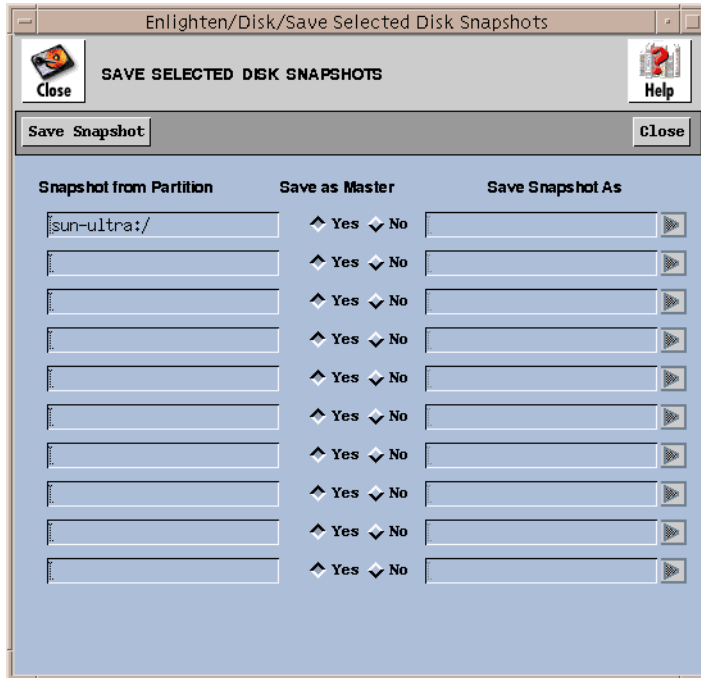 Enlighten/Disk/Save Selected Disk Snapshots
Close
SAVE SELECTED DISK SNAPSHOTS
Help
Save Snapshot
Close
Snapshot from Partition Save as Master Save Snapshot As
sun-ultra:/ Yes No
Yes No
Yes No
Yes No
Yes No
Yes No
Yes No
Yes No
Yes No
Yes No